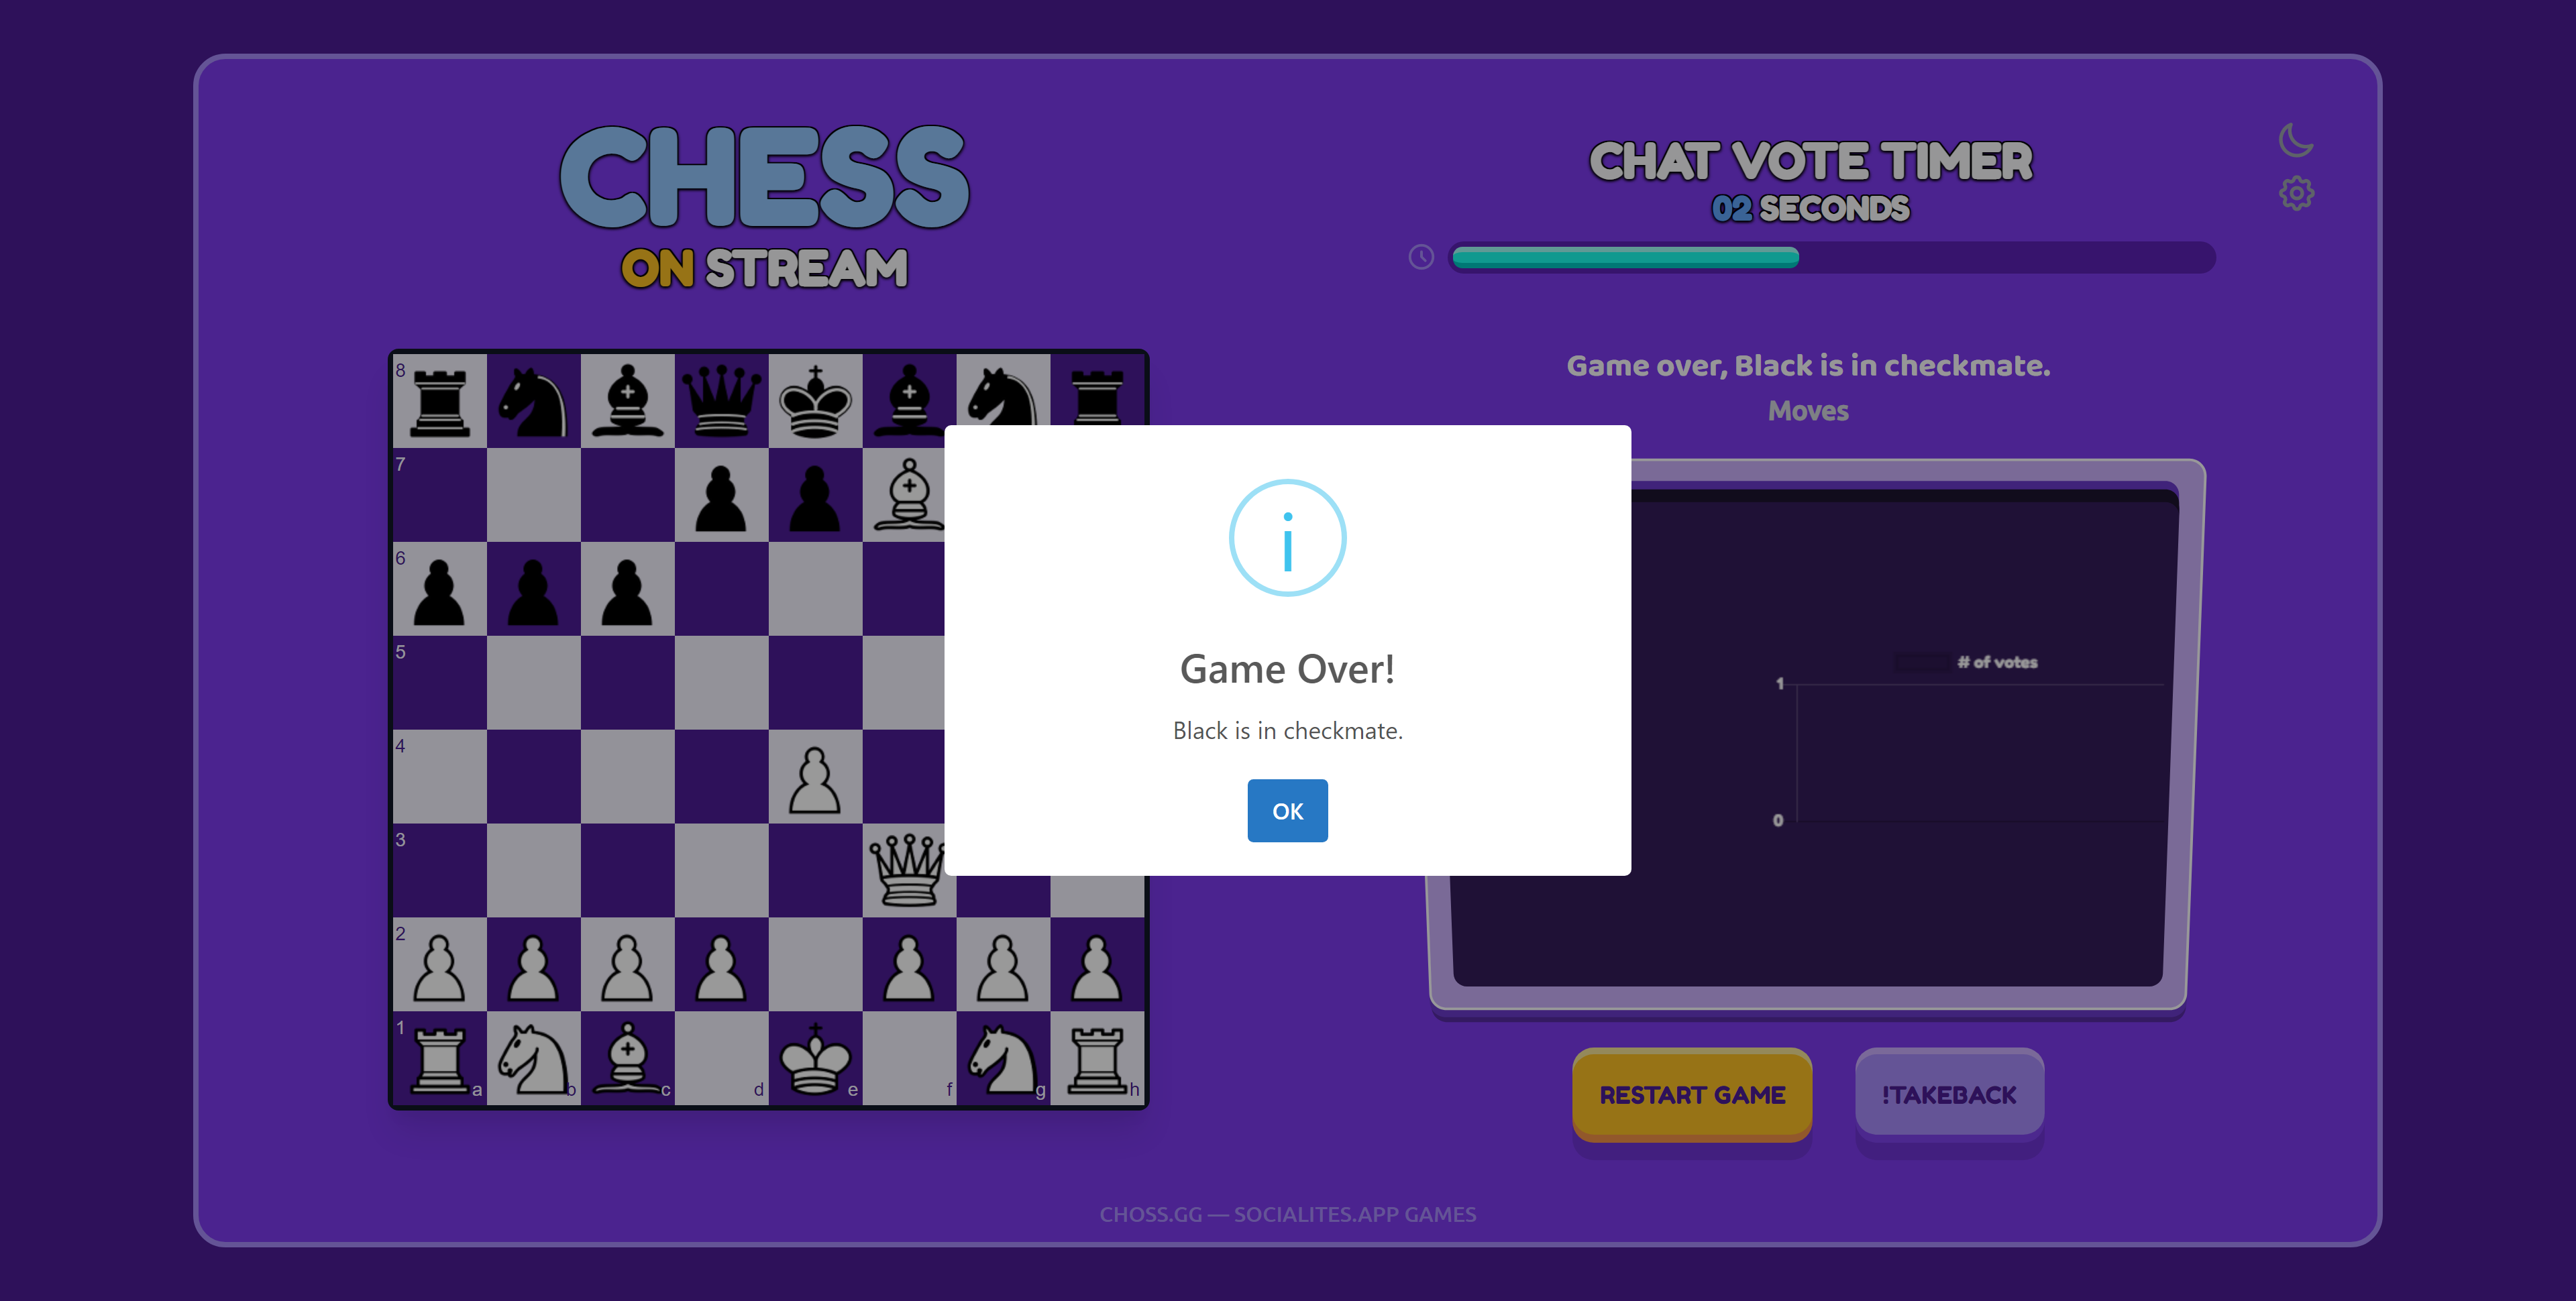 CHESS
ON STREAM
CHAT VOTE TIMER
02 SECONDS
Game over, Black is in checkmate.
Moves
8
7
6
5
4
3
2
1
a
b
c
d
e
f
g
h
i
Game Over!
Black is in checkmate.
OK
# of votes
1
0
RESTART GAME
!TAKEBACK
CHOSS.GG — SOCIALITES.APP GAMES